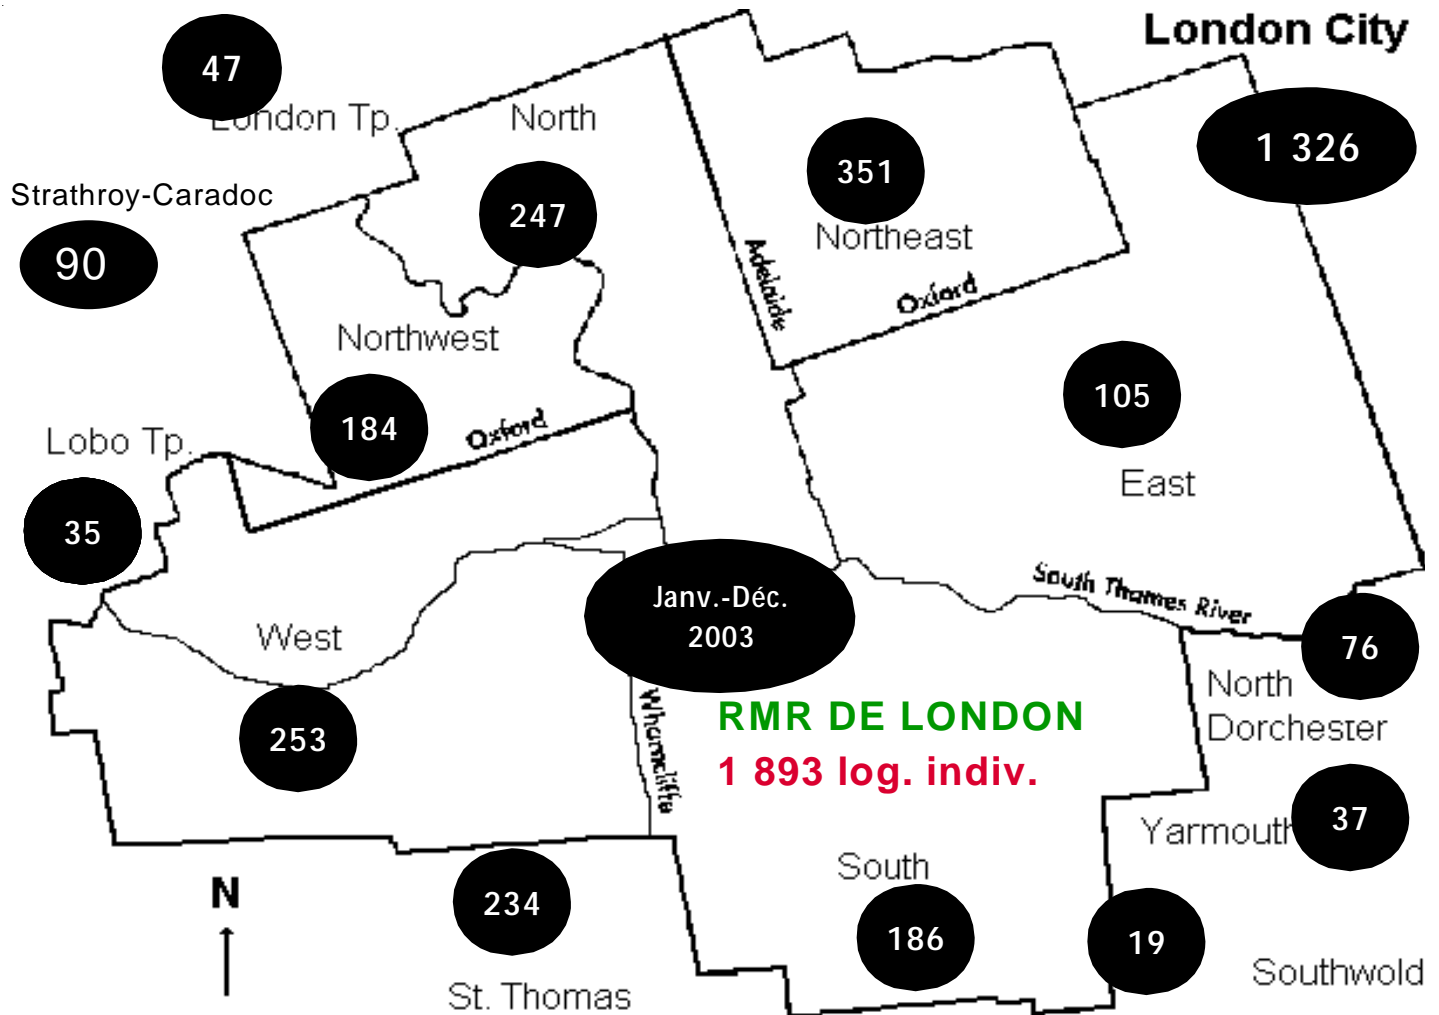 London City
47
London Tp.
North
1 326
351
Strathroy-Caradoc
247
Northeast
90
Adelaide
Oxford
Northwest
105
184
Oxford
Lobo Tp.
East
35
South Thames River
Janv.-Déc.
2003
West
76
North
Dorchester
Wharncliffe
RMR DE LONDON
253
1 893 log. indiv.
37
Yarmouth
South
N
234
186
19
Southwold
St. Thomas